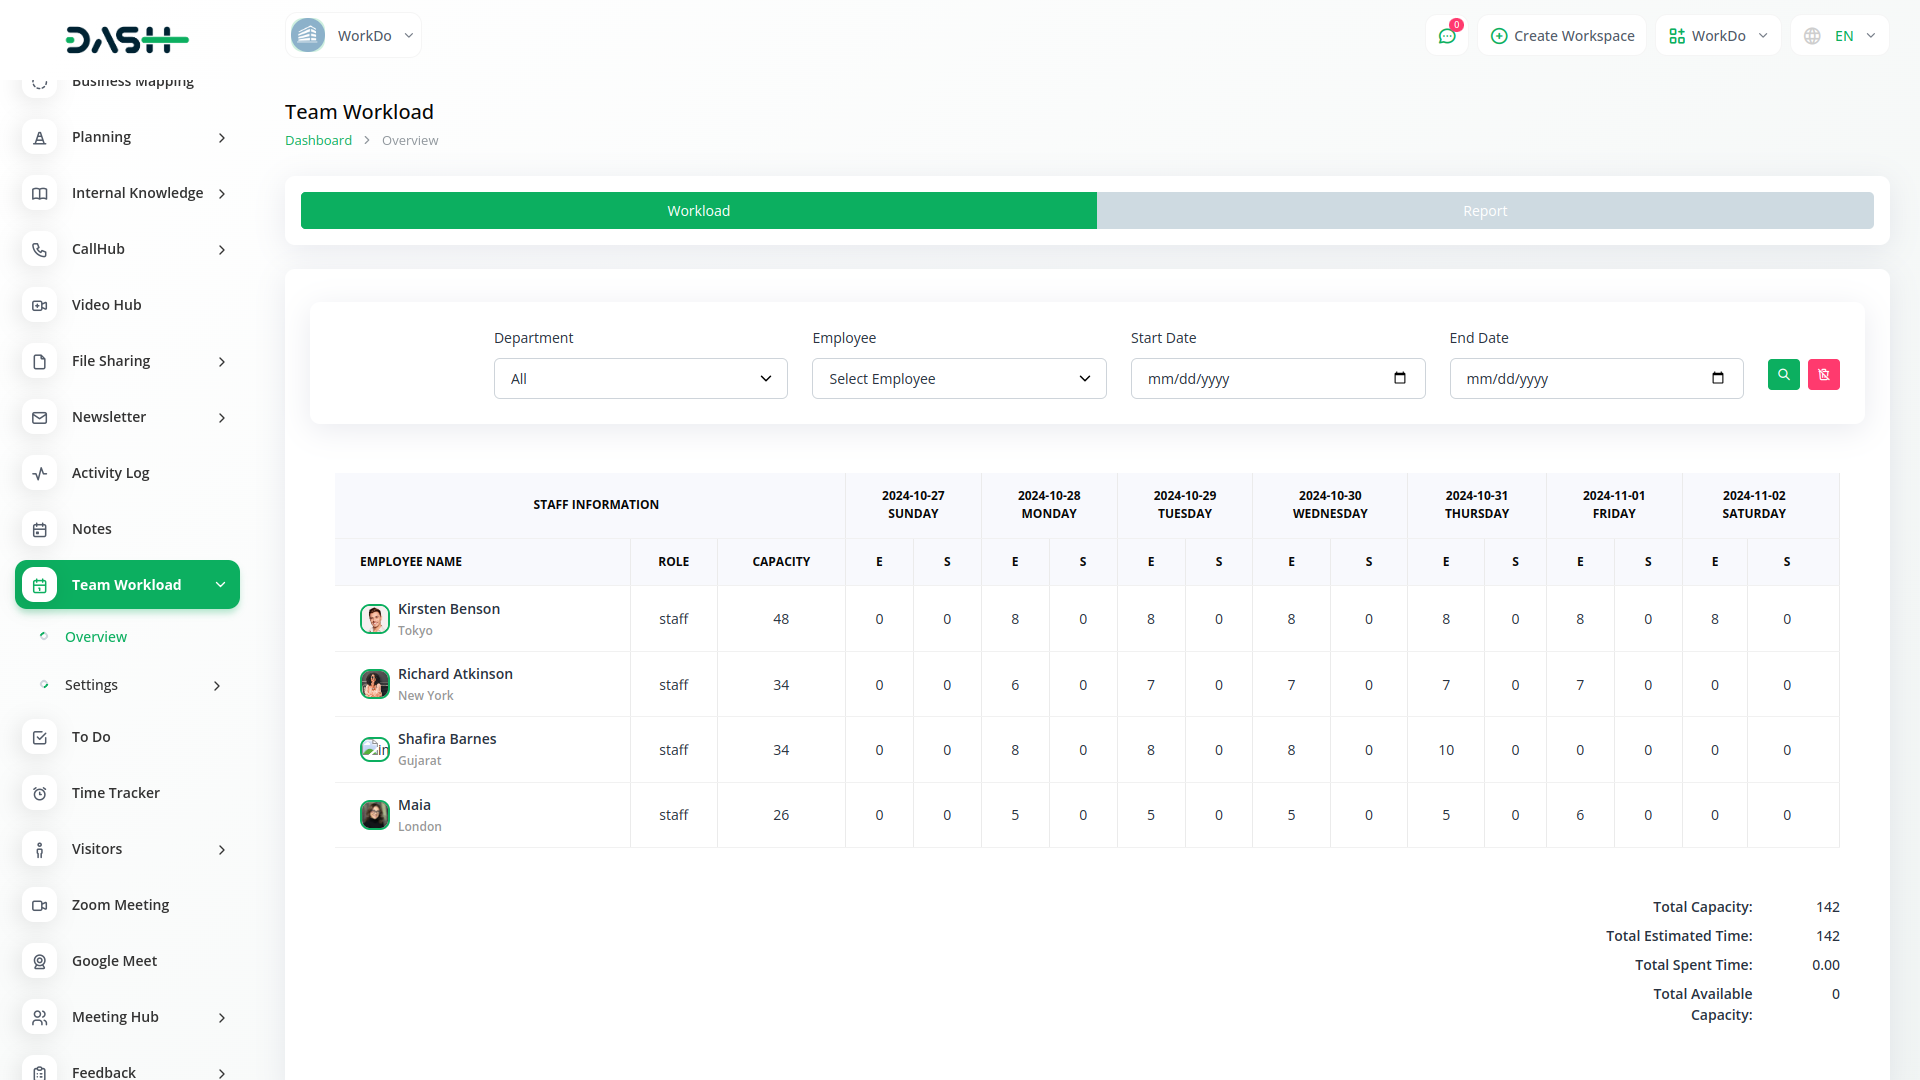 DASH
WorkDo
0
Create Workspace
WorkDo
EN
Business Mapping
Planning
Internal Knowledge
CallHub
Video Hub
File Sharing
Newsletter
Activity Log
Notes
Team Workload
Overview
Settings
To Do
Time Tracker
Visitors
Zoom Meeting
Google Meet
Meeting Hub
Feedback
Team Workload
Dashboard > Overview
Workload
Report
Department
Employee
Start Date
End Date
All
Select Employee
mm/dd/yyyy
mm/dd/yyyy
STAFF INFORMATION
2024-10-27
SUNDAY
2024-10-28
MONDAY
2024-10-29
TUESDAY
2024-10-30
WEDNESDAY
2024-10-31
THURSDAY
2024-11-01
FRIDAY
2024-11-02
SATURDAY
EMPLOYEE NAME ROLE CAPACITY E S E S E S E S E S E S E S
Kirsten Benson
Tokyo
staff 48 0 0 8 0 8 0 8 0 8 0 8 0 8 0
Richard Atkinson
New York
staff 34 0 0 6 0 7 0 7 0 7 0 7 0 0 0
Shafira Barnes
Gujarat
staff 34 0 0 8 0 8 0 8 0 10 0 0 0 0 0
Maia
London
staff 26 0 0 5 0 5 0 5 0 5 0 6 0 0 0
Total Capacity: 142
Total Estimated Time: 142
Total Spent Time: 0.00
Total Available 0
Capacity: